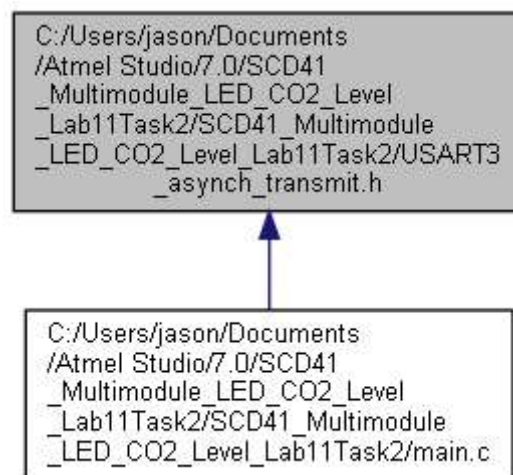 C:/Users/jason/Documents
/Atmel Studio/7.0/SCD41
_Multimodule_LED_CO2_Level
_Lab11Task2/SCD41_Multimodule
_LED_CO2_Level_Lab11Task2/USART3
_asynch_transmit.h
C:/Users/jason/Documents
/Atmel Studio/7.0/SCD41
_Multimodule_LED_CO2_Level
_Lab11Task2/SCD41_Multimodule
_LED_CO2_Level_Lab11Task2/main.c